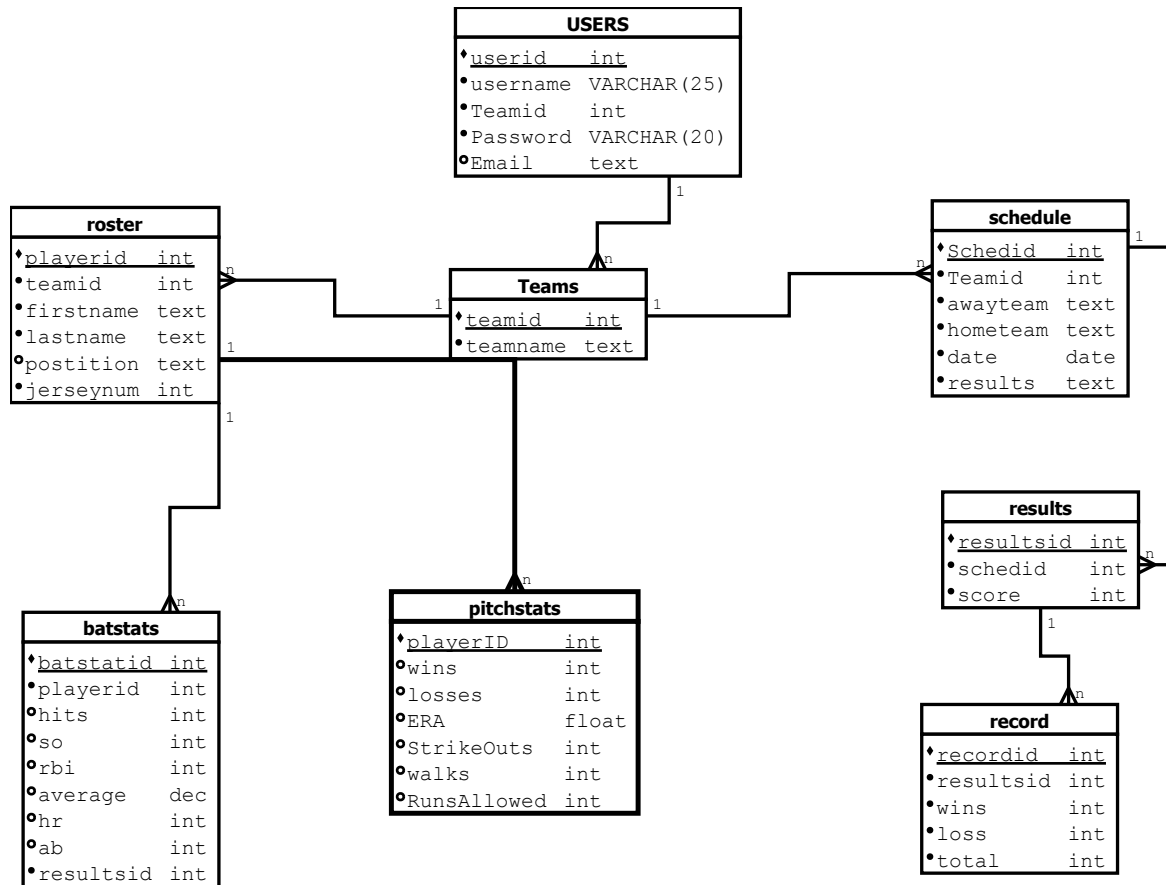 USERS
userid int
username VARCHAR(25)
Teamid int
Password VARCHAR(20)
Email text
1
n
roster
playerid int
teamid int
firstname text
lastname text
postition text
jerseynum int
n
1
1
1
Teams
teamid int
teamname text
1
n
schedule
Schedid int
Teamid int
awayteam text
hometeam text
date date
results text
1
n
results
resultsid int
schedid int
score int
1
n
record
recordid int
resultsid int
wins int
loss int
total int
n
batstats
batstatid int
playerid int
hits int
so int
rbi int
average dec
hr int
ab int
resultsid int
n
pitchstats
playerID int
wins int
losses int
ERA float
StrikeOuts int
walks int
RunsAllowed int